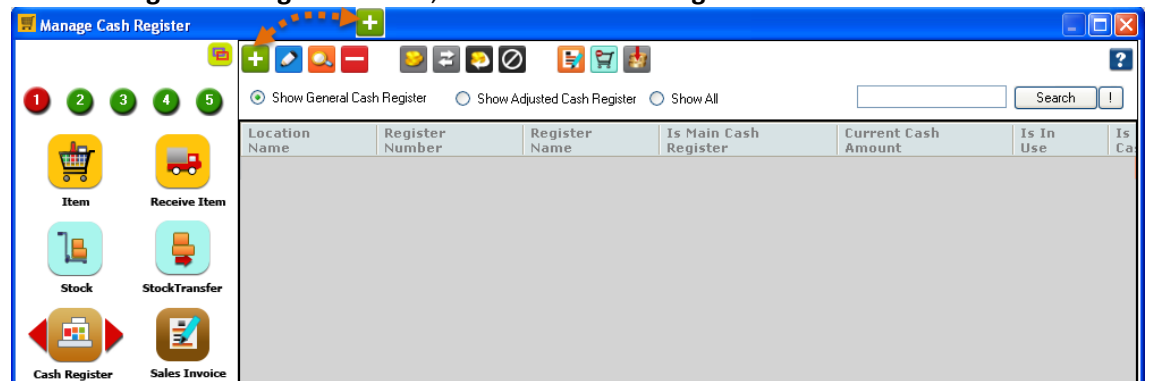 Manage Cash Register
1 2 3 4 5
Show General Cash Register Show Adjusted Cash Register Show All Search !
?
Location Name Register Number Register Name Is Main Cash Register Current Cash Amount Is In Use Is
Item Receive Item
Stock StockTransfer
Cash Register Sales Invoice